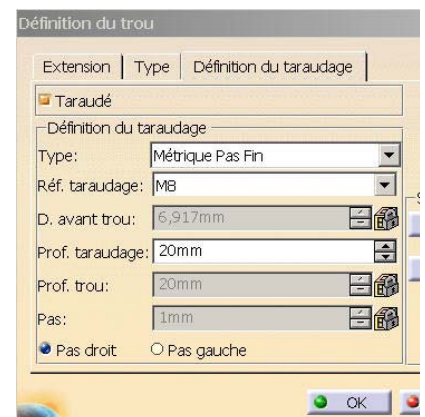 Définition du trou
Extension Type Définition du taraudage
Taraudé
Définition du taraudage
Type: Métrique Pas Fin
Réf. taraudage: M8
D. avant trou: 6,917mm
Prof. taraudage: 20mm
Prof. trou: 20mm
Pas: 1mm
Pas droit Pas gauche
OK